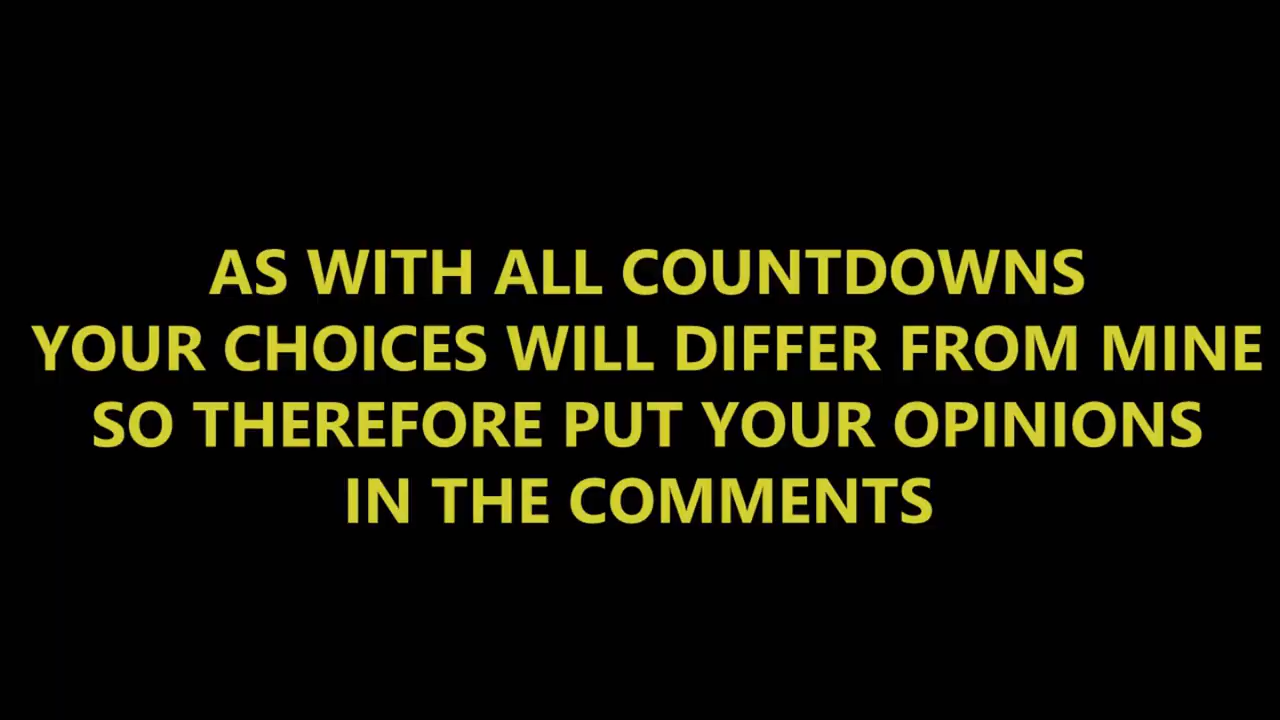 AS WITH ALL COUNTDOWNS
YOUR CHOICES WILL DIFFER FROM MINE
SO THEREFORE PUT YOUR OPINIONS
IN THE COMMENTS